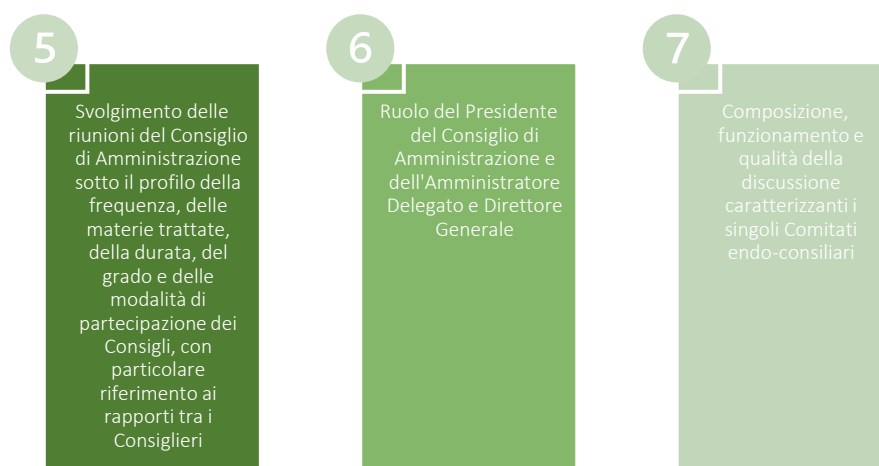 5
Svolgimento delle
riunioni del Consiglio
di Amministrazione
sotto il profilo della
frequenza, delle
materie trattate,
della durata, del
grado e delle
modalità di
partecipazione dei
Consigli, con
particolare
riferimento ai
rapporti tra i
Consiglieri
6
Ruolo del Presidente
del Consiglio di
Amministrazione e
dell'Amministratore
Delegato e Direttore
Generale
7
Composizione,
funzionamento e
qualità della
discussione
caratterizzanti i
singoli Comitati
endo-consiliari